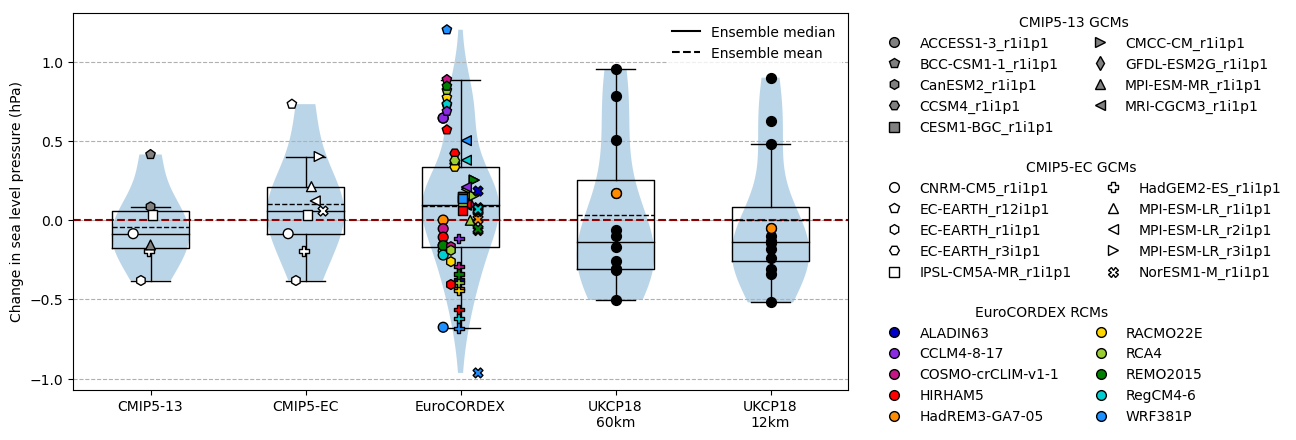 Change in sea level pressure (hPa)
1.0
0.5
0.0
−0.5
−1.0
CMIP5-13
CMIP5-EC
EuroCORDEX
UKCP18
60km
UKCP18
12km
Ensemble median
Ensemble mean
CMIP5-13 GCMs
ACCESS1-3_r1i1p1
BCC-CSM1-1_r1i1p1
CanESM2_r1i1p1
CCSM4_r1i1p1
CESM1-BGC_r1i1p1
CMCC-CM_r1i1p1
GFDL-ESM2G_r1i1p1
MPI-ESM-MR_r1i1p1
MRI-CGCM3_r1i1p1
CMIP5-EC GCMs
CNRM-CM5_r1i1p1
EC-EARTH_r12i1p1
EC-EARTH_r1i1p1
EC-EARTH_r3i1p1
IPSL-CM5A-MR_r1i1p1
HadGEM2-ES_r1i1p1
MPI-ESM-LR_r1i1p1
MPI-ESM-LR_r2i1p1
MPI-ESM-LR_r3i1p1
NorESM1-M_r1i1p1
EuroCORDEX RCMs
ALADIN63
CCLM4-8-17
COSMO-crCLIM-v1-1
HIRHAM5
HadREM3-GA7-05
RACMO22E
RCA4
REMO2015
RegCM4-6
WRF381P